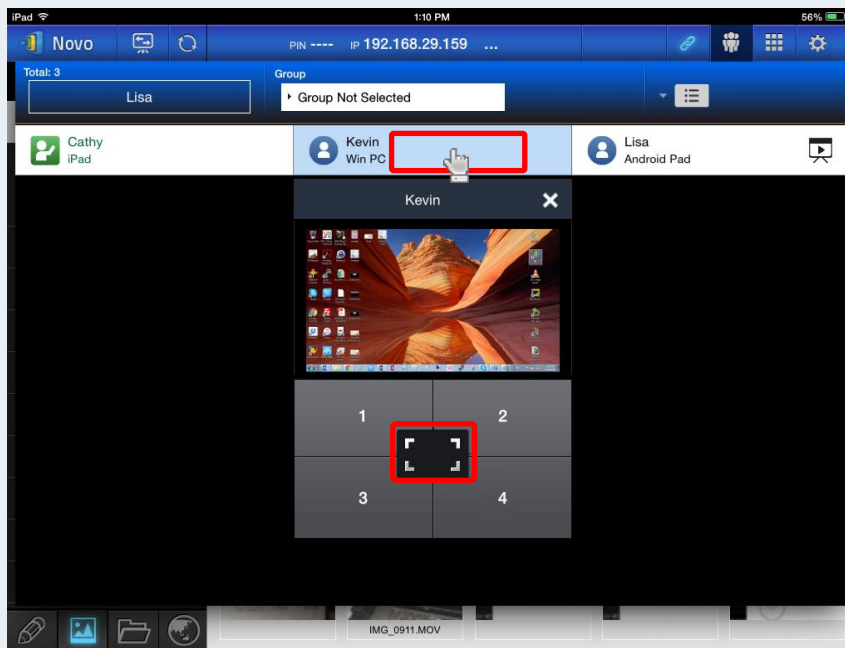 iPad 1:10 PM 56%
Novo PIN ---- IP 192.168.29.159 ...
Total: 3 Group
Lisa Group Not Selected
Cathy Kevin Lisa
iPad Win PC Android Pad
Kevin
1 2
3 4
IMG_0911.MOV